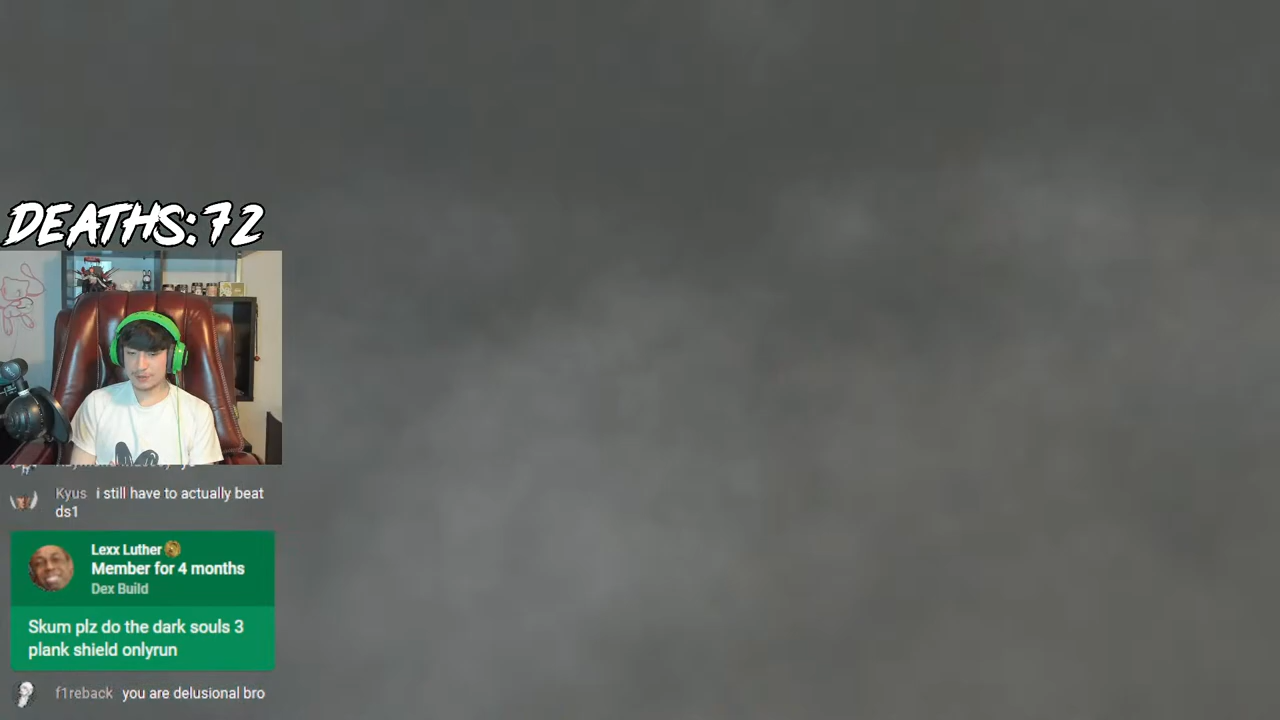 DEATHS:72
Kyus i still have to actually beat
ds1
Lexx Luther
Member for 4 months
Dex Build
Skum plz do the dark souls 3
plank shield onlyrun
f1reback you are delusional bro